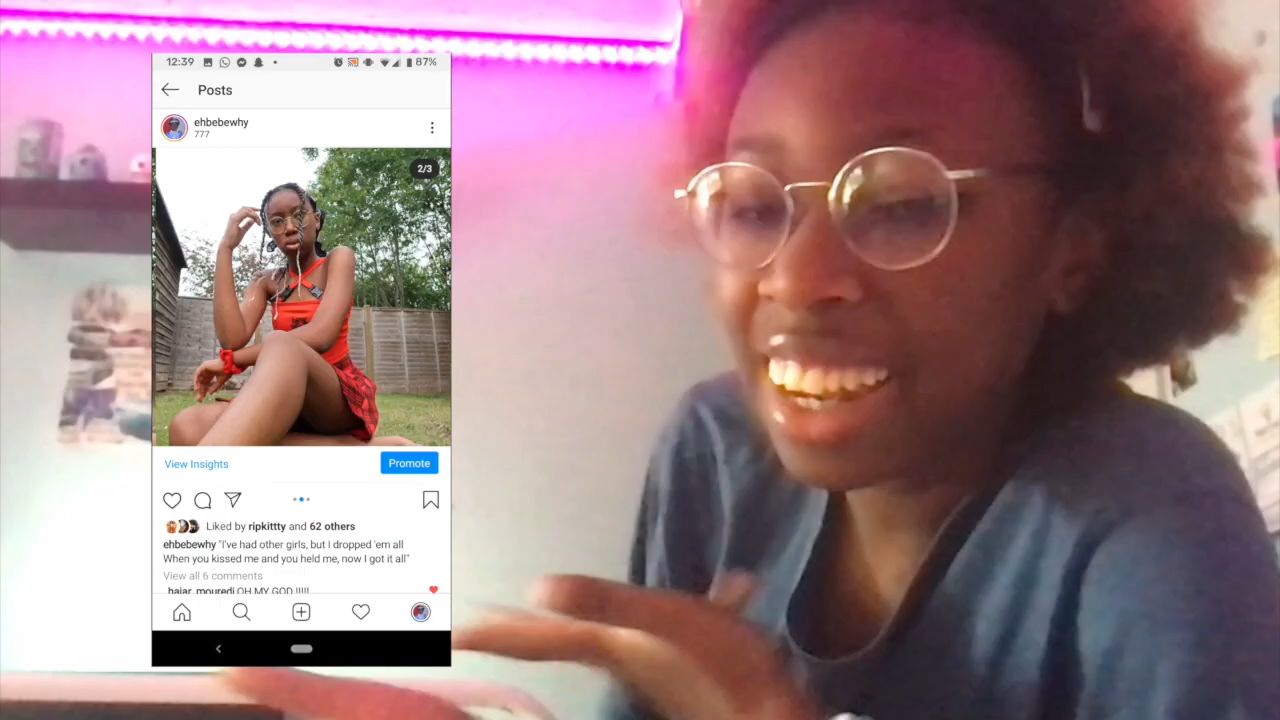 12:39
87%
Posts
ehbebewhy
777
2/3
View Insights
Promote
Liked by ripkittty and 62 others
ehbebewhy "I've had other girls, but I dropped 'em all
When you kissed me and you held me, now I got it all"
View all 6 comments
hajar_mouredi OH MY GOD !!!!!